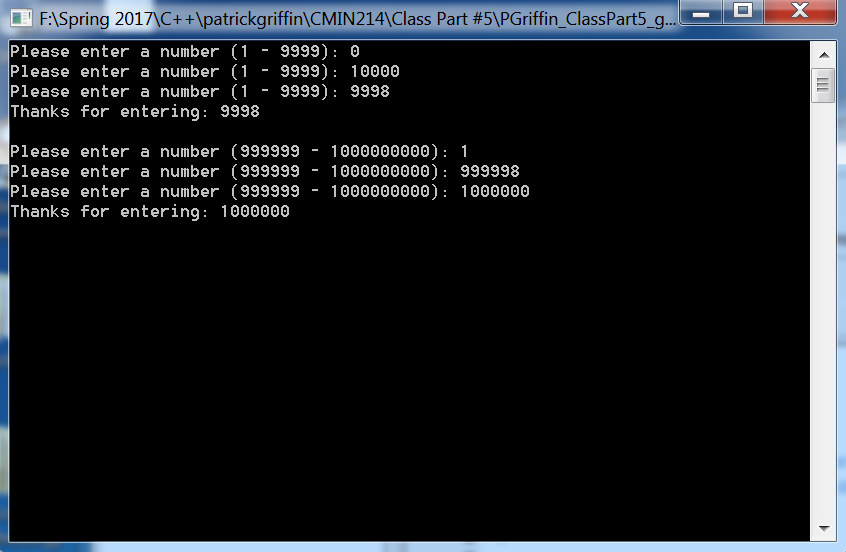 F:\Spring 2017\C++\patrickgriffin\CMIN214\Class Part #5\PGriffin_ClassPart5_g...
Please enter a number (1 - 9999): 0
Please enter a number (1 - 9999): 10000
Please enter a number (1 - 9999): 9998
Thanks for entering: 9998
Please enter a number (999999 - 1000000000): 1
Please enter a number (999999 - 1000000000): 999998
Please enter a number (999999 - 1000000000): 1000000
Thanks for entering: 1000000